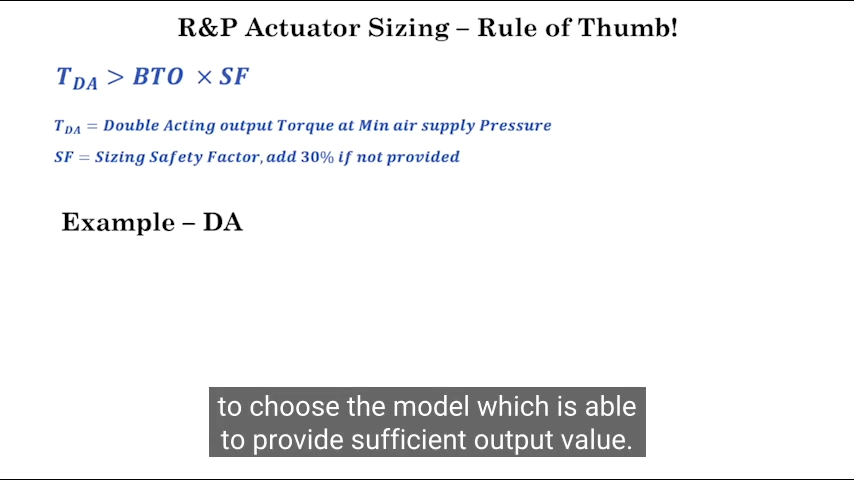 R&P Actuator Sizing – Rule of Thumb!
T_DA > BTO × SF
T_DA = Double Acting output Torque at Min air supply Pressure
SF = Sizing Safety Factor, add 30% if not provided
Example – DA
to choose the model which is able
to provide sufficient output value.